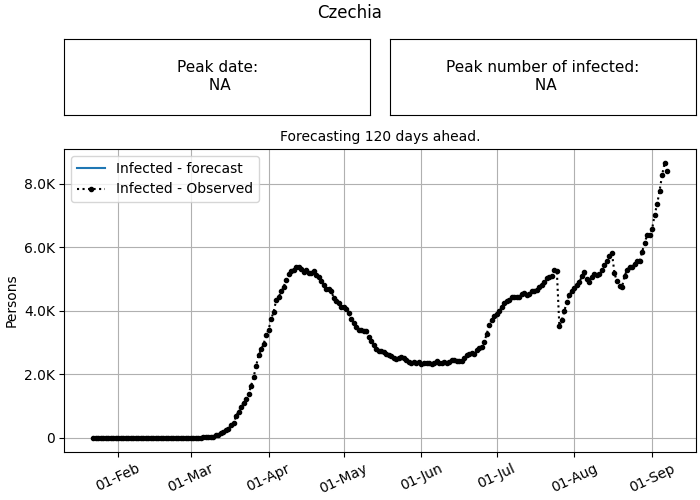 Czechia
Peak date:
NA
Peak number of infected:
NA
Forecasting 120 days ahead.
Infected - forecast
Infected - Observed
8.0K
6.0K
4.0K
2.0K
0
Persons
01-Feb
01-Mar
01-Apr
01-May
01-Jun
01-Jul
01-Aug
01-Sep